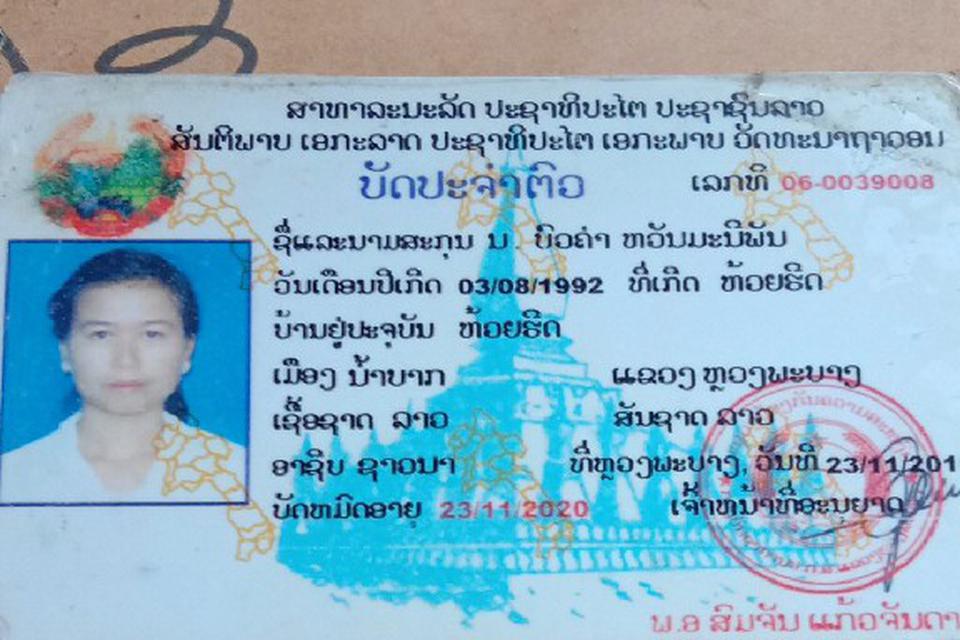 ສາທາລະນະລັດ ປະຊາທິປະໄຕ ປະຊາຊົນລາວ
ສັນຕິພາບ ເອກະລາດ ປະຊາທິປະໄຕ ເອກະພາບ ວັດທະນາຖາວອນ
ບັດປະຈຳຕົວ ເລກທີ 06-0039008
ຊື່ແລະນາມສະກຸນ ນ. ບົວຄຳ ຫວັນມະນີພັນ
ວັນເດືອນປີເກີດ 03/08/1992 ທີ່ເກີດ ຫ້ອຍຮີດ
ບ້ານຢູ່ປະຈຸບັນ ຫ້ອຍຮີດ
ເມືອງ ນ້ຳບາກ ແຂວງ ຫຼວງພະບາງ
ເຊື້ອຊາດ ລາວ ສັນຊາດ ລາວ
ອາຊີບ ຊາວນາ ທີ່ຫຼວງພະບາງ, ວັນທີ 23/11/201
ບັດຫມົດອາຍຸ 23/11/2020 ເຈົ້າຫນ້າທີ່ອະນຸຍາດ
ພ.ອ ສົມຈັນ ແກ້ວຈັນດາ